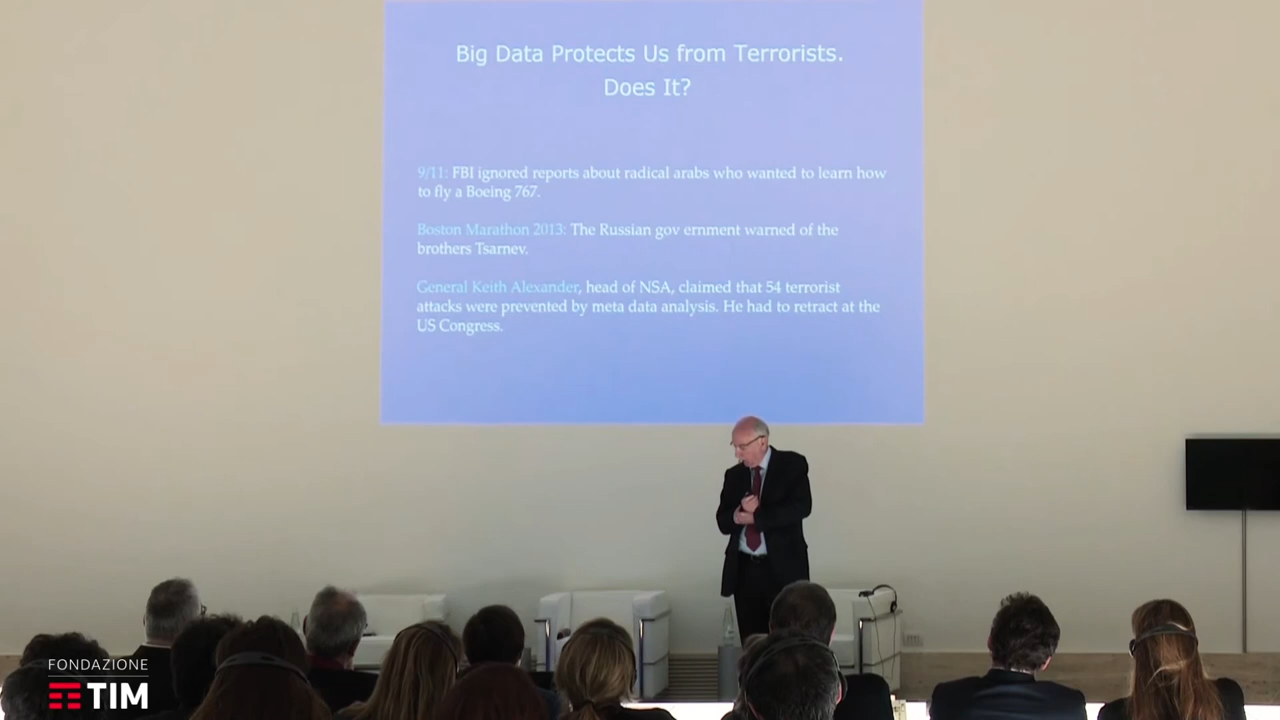 Big Data Protects Us from Terrorists.
Does It?
9/11: FBI ignored reports about radical arabs who wanted to learn how
to fly a Boeing 767.
Boston Marathon 2013: The Russian gov ernment warned of the
brothers Tsarnev.
General Keith Alexander, head of NSA, claimed that 54 terrorist
attacks were prevented by meta data analysis. He had to retract at the
US Congress.
FONDAZIONE
TIM